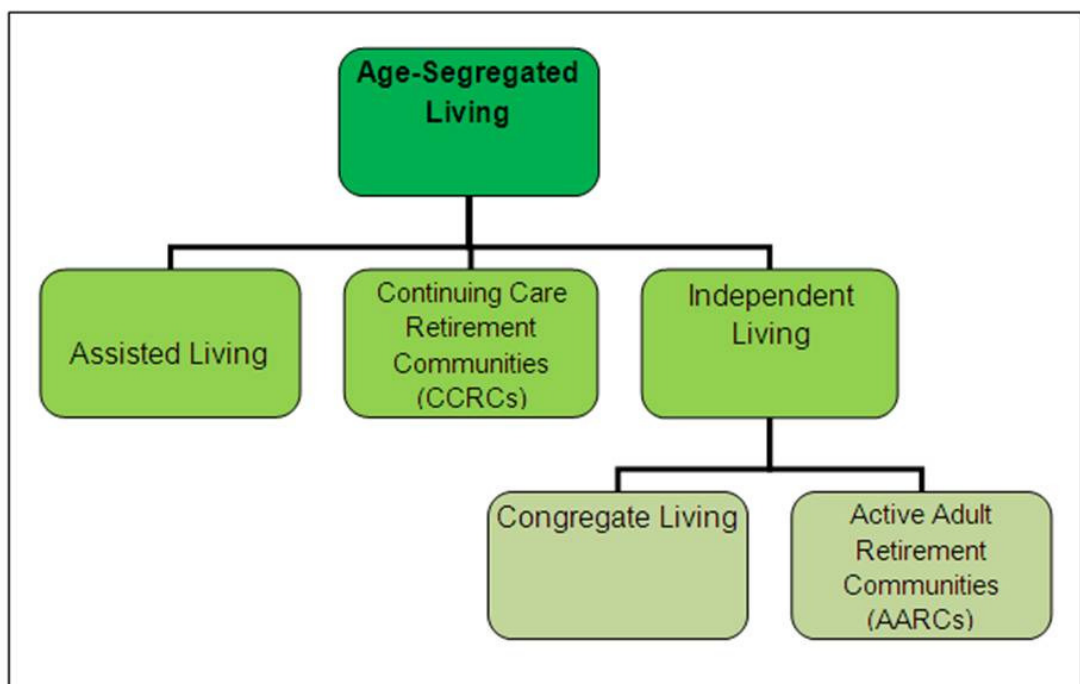 Age-Segregated
Living
Assisted Living
Continuing Care
Retirement
Communities
(CCRCs)
Independent
Living
Congregate Living
Active Adult
Retirement
Communities
(AARCs)